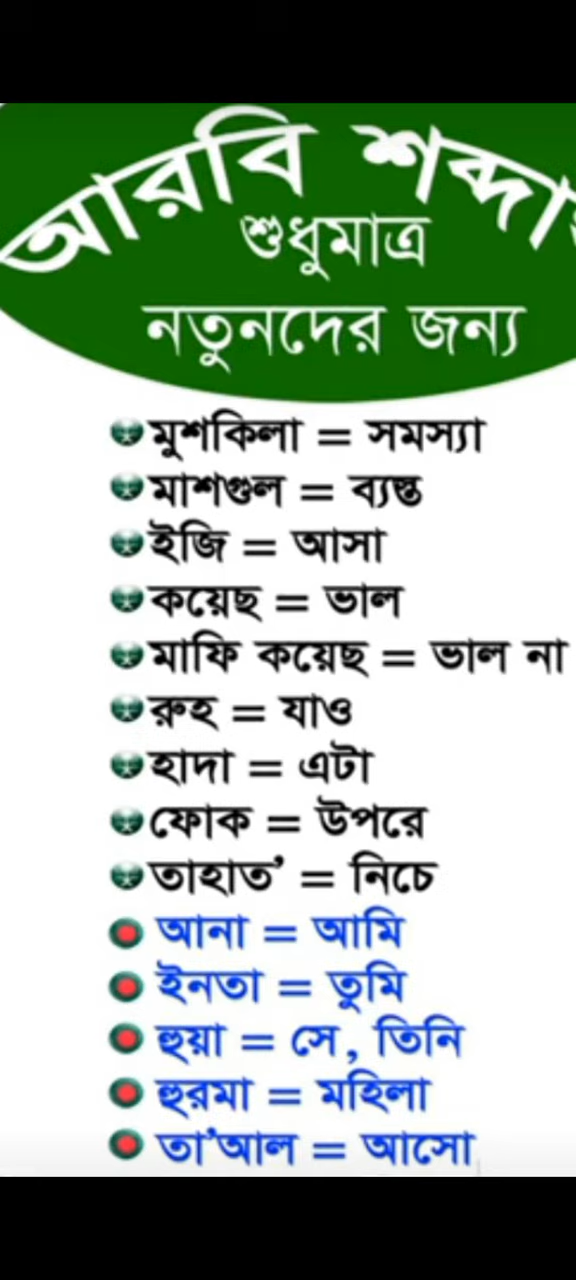 আরবি শব্দা
শুধুমাত্র
নতুনদের জন্য
মুশকিলা = সমস্যা
মাশগুল = ব্যস্ত
ইজি = আসা
কয়েছ = ভাল
মাফি কয়েছ = ভাল না
রুহ = যাও
হাদা = এটা
ফোক = উপরে
তাহাত’ = নিচে
আনা = আমি
ইনতা = তুমি
হুয়া = সে, তিনি
হুরমা = মহিলা
তা’আল = আসো